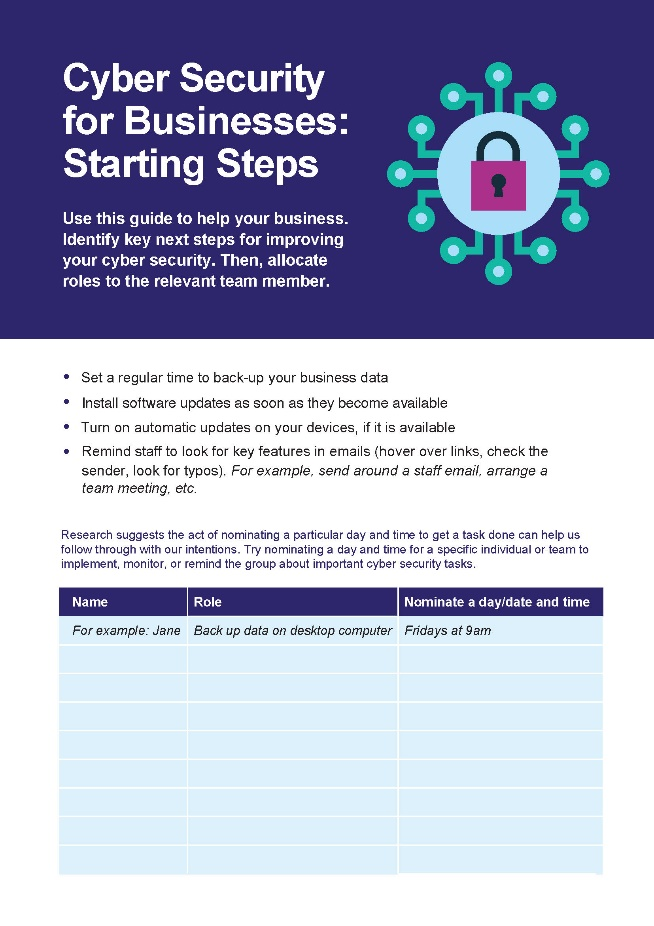 Cyber Security
for Businesses:
Starting Steps
Use this guide to help your business.
Identify key next steps for improving
your cyber security. Then, allocate
roles to the relevant team member.
• Set a regular time to back-up your business data
• Install software updates as soon as they become available
• Turn on automatic updates on your devices, if it is available
• Remind staff to look for key features in emails (hover over links, check the
sender, look for typos). For example, send around a staff email, arrange a
team meeting, etc.
Research suggests the act of nominating a particular day and time to get a task done can help us
follow through with our intentions. Try nominating a day and time for a specific individual or team to
implement, monitor, or remind the group about important cyber security tasks.
Name Role Nominate a day/date and time
For example: Jane Back up data on desktop computer Fridays at 9am